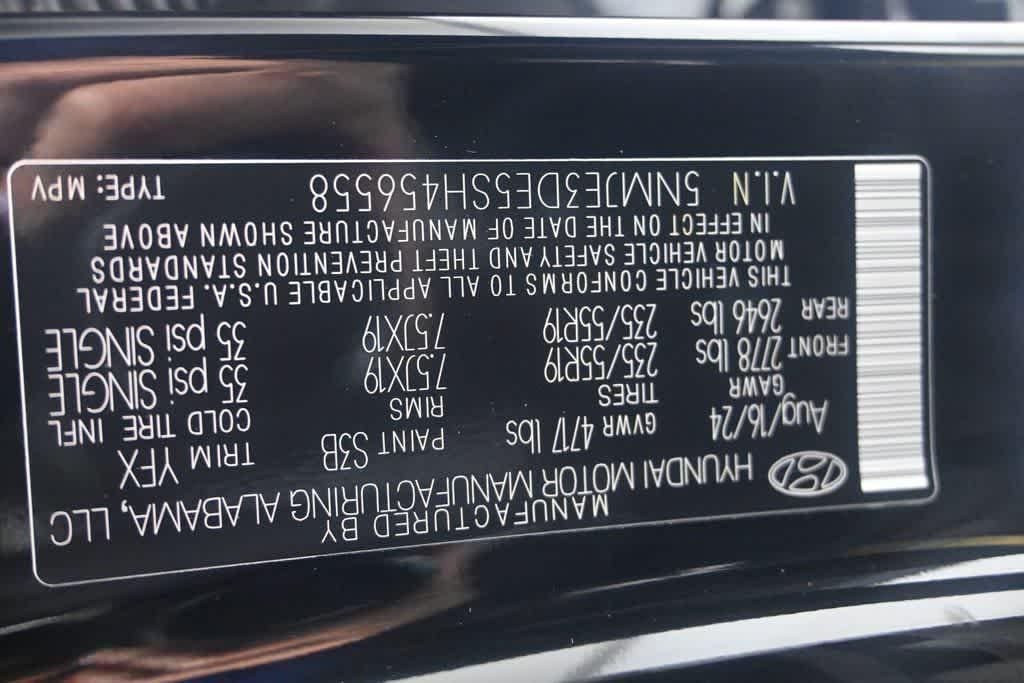 MANUFACTURED BY
HYUNDAI MOTOR MANUFACTURING ALABAMA, LLC
Aug/16/24 GVWR 4717 lbs PAINT S3B TRIM YFX
GAWR TIRES RIMS COLD TIRE INFL
FRONT 2778 lbs 235/55R19 7.5JX19 35 psi SINGLE
REAR 2646 lbs 235/55R19 7.5JX19 35 psi SINGLE
THIS VEHICLE CONFORMS TO ALL APPLICABLE U.S.A. FEDERAL
MOTOR VEHICLE SAFETY AND THEFT PREVENTION STANDARDS
IN EFFECT ON THE DATE OF MANUFACTURE SHOWN ABOVE
V.I.N 5NMJE3DE5SH456558 TYPE: MPV